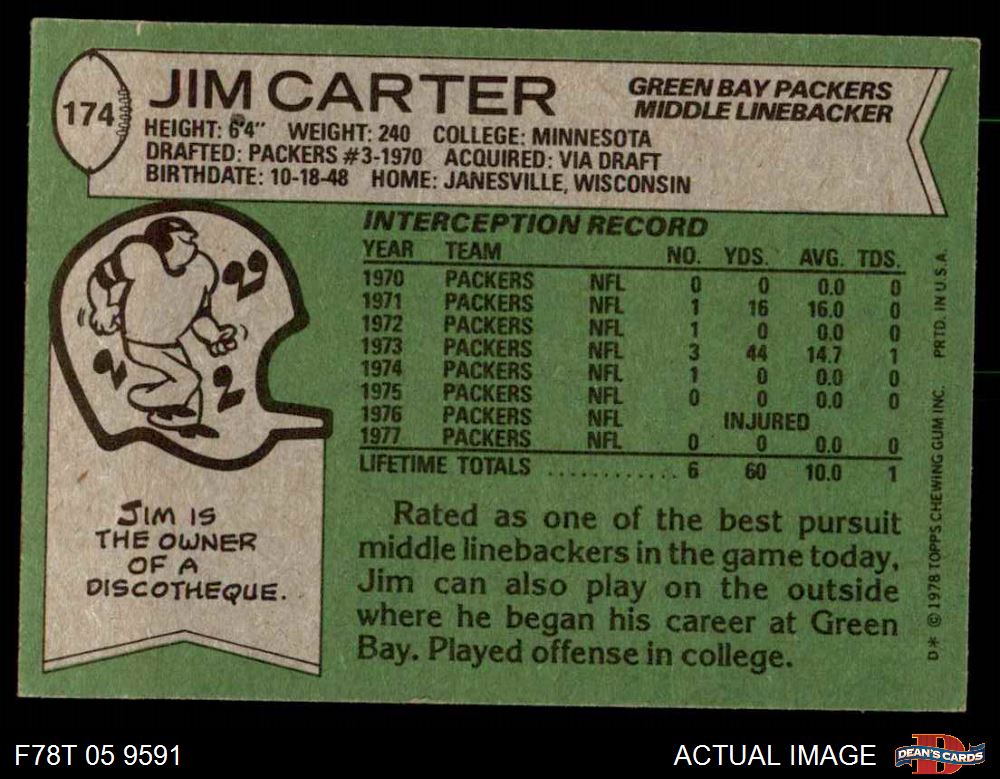 174
JIM CARTER
GREEN BAY PACKERS
MIDDLE LINEBACKER
HEIGHT: 6'4" WEIGHT: 240 COLLEGE: MINNESOTA
DRAFTED: PACKERS #3-1970 ACQUIRED: VIA DRAFT
BIRTHDATE: 10-18-48 HOME: JANESVILLE, WISCONSIN
INTERCEPTION RECORD
YEAR TEAM NO. YDS. AVG. TDS.
1970 PACKERS NFL 0 0 0.0 0
1971 PACKERS NFL 1 16 16.0 0
1972 PACKERS NFL 1 0 0.0 0
1973 PACKERS NFL 3 44 14.7 1
1974 PACKERS NFL 1 0 0.0 0
1975 PACKERS NFL 0 0 0.0 0
1976 PACKERS NFL INJURED
1977 PACKERS NFL 0 0 0.0 0
LIFETIME TOTALS ............ 6 60 10.0 1
JIM IS
THE OWNER
OF A
DISCOTHEQUE.
Rated as one of the best pursuit
middle linebackers in the game today,
Jim can also play on the outside
where he began his career at Green
Bay. Played offense in college.
D* © 1978 TOPPS CHEWING GUM INC. PRTD. IN U.S.A.
F78T 05 9591
ACTUAL IMAGE
DEAN'S CARDS